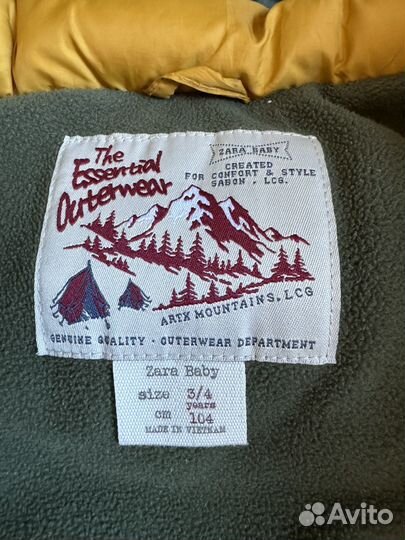 The
Essential
Outerwear
ZARA BABY
CREATED
FOR CONFORT & STYLE
SABON . LCG.
ARTX MOUNTAINS, LCG
GENUINE QUALITY · OUTERWEAR DEPARTMENT
Zara Baby
size 3/4
years
cm 104
MADE IN VIETNAM
Avito